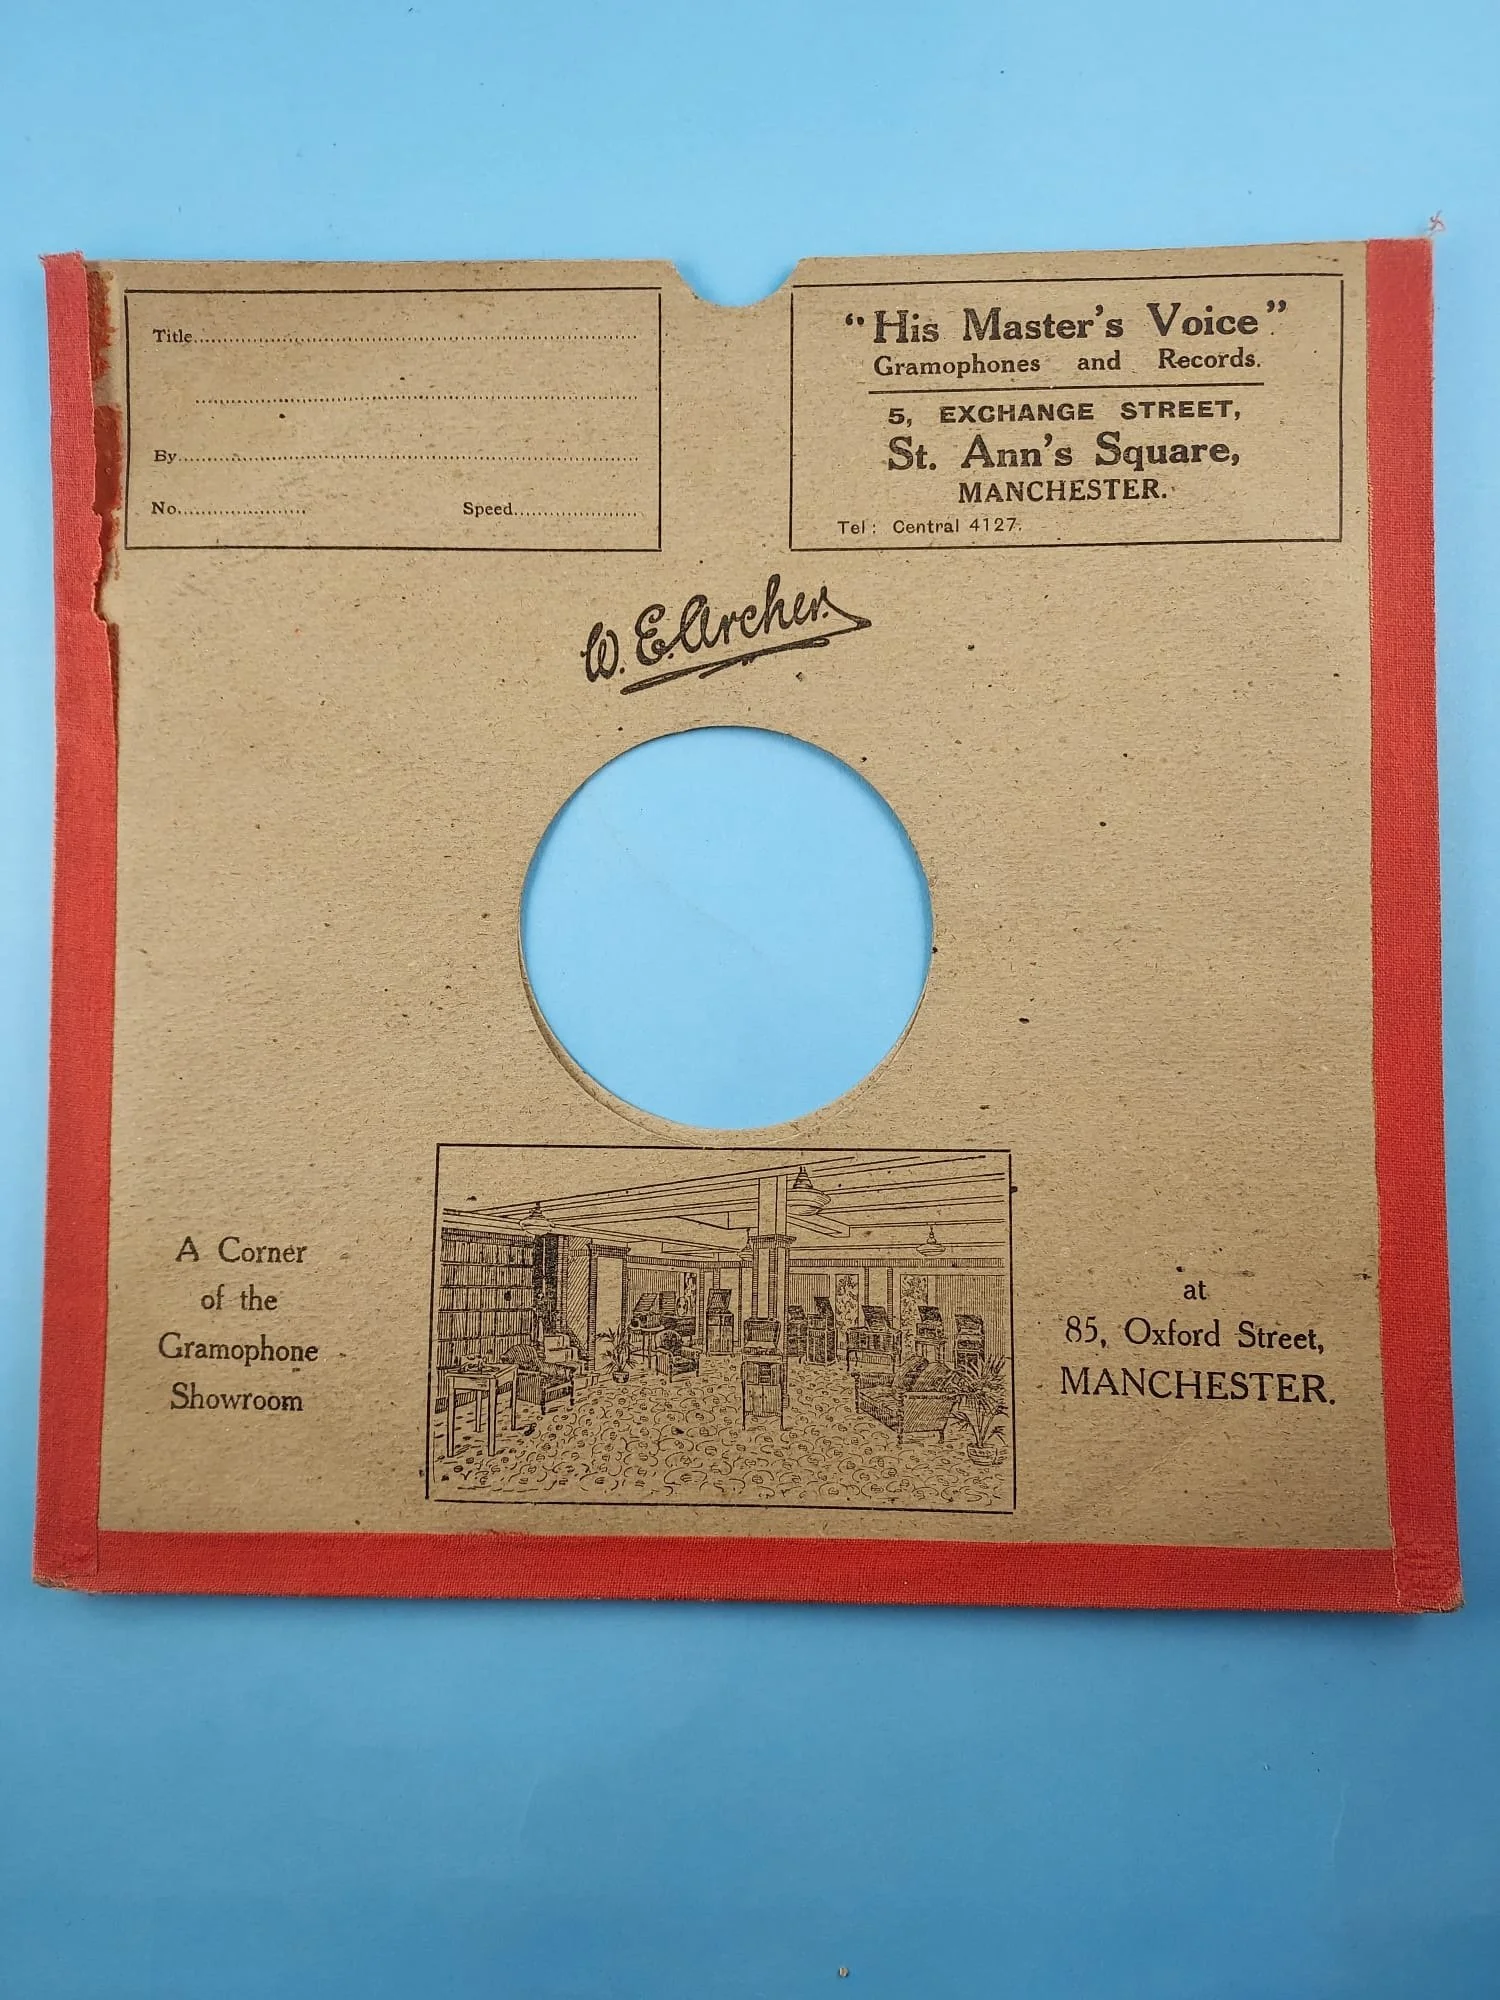 Title
By
No. Speed
"His Master's Voice"
Gramophones and Records.
5, EXCHANGE STREET,
St. Ann's Square,
MANCHESTER.
Tel: Central 4127.
W. E. Archer.
A Corner
of the
Gramophone
Showroom
at
85, Oxford Street,
MANCHESTER.